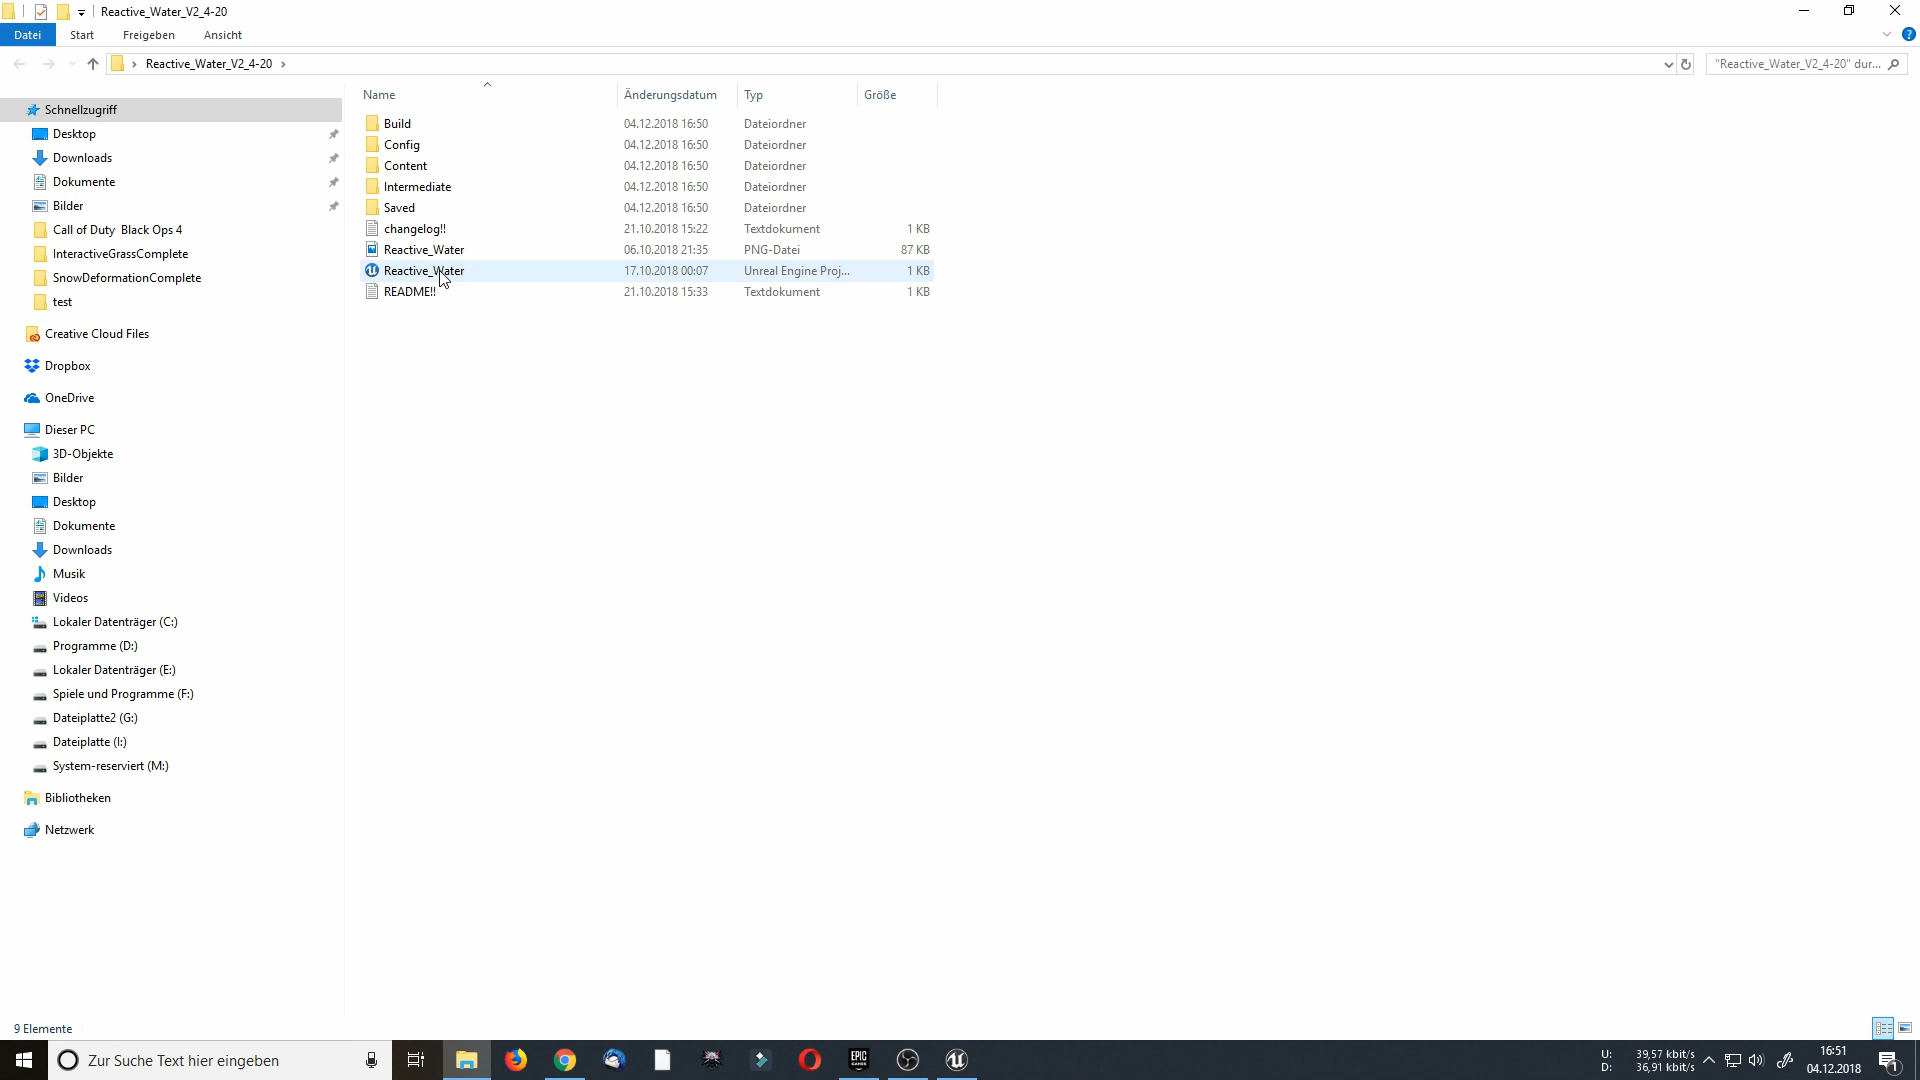 Reactive_Water_V2_4-20
Datei Start Freigeben Ansicht
Reactive_Water_V2_4-20 "Reactive_Water_V2_4-20" dur...
Name Änderungsdatum Typ Größe
Schnellzugriff
Desktop
Downloads
Dokumente
Bilder
Call of Duty Black Ops 4
InteractiveGrassComplete
SnowDeformationComplete
test
Creative Cloud Files
Dropbox
OneDrive
Dieser PC
3D-Objekte
Bilder
Desktop
Dokumente
Downloads
Musik
Videos
Lokaler Datenträger (C:)
Programme (D:)
Lokaler Datenträger (E:)
Spiele und Programme (F:)
Dateiplatte2 (G:)
Dateiplatte (I:)
System-reserviert (M:)
Bibliotheken
Netzwerk
Build 04.12.2018 16:50 Dateiordner
Config 04.12.2018 16:50 Dateiordner
Content 04.12.2018 16:50 Dateiordner
Intermediate 04.12.2018 16:50 Dateiordner
Saved 04.12.2018 16:50 Dateiordner
changelog!! 21.10.2018 15:22 Textdokument 1 KB
Reactive_Water 06.10.2018 21:35 PNG-Datei 87 KB
Reactive_Water 17.10.2018 00:07 Unreal Engine Proj... 1 KB
README!! 21.10.2018 15:33 Textdokument 1 KB
9 Elemente
Zur Suche Text hier eingeben
EPIC
GAMES
U: 39,57 kbit/s
D: 36,91 kbit/s
16:51
04.12.2018
1